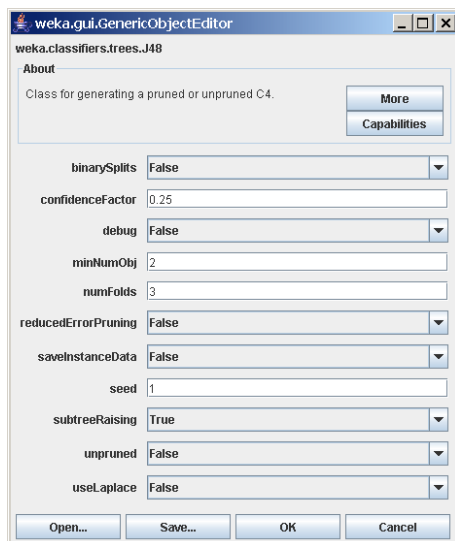 weka.gui.GenericObjectEditor
weka.classifiers.trees.J48
About
Class for generating a pruned or unpruned C4.
More
Capabilities
binarySplits False
confidenceFactor 0.25
debug False
minNumObj 2
numFolds 3
reducedErrorPruning False
saveInstanceData False
seed 1
subtreeRaising True
unpruned False
useLaplace False
Open... Save... OK Cancel